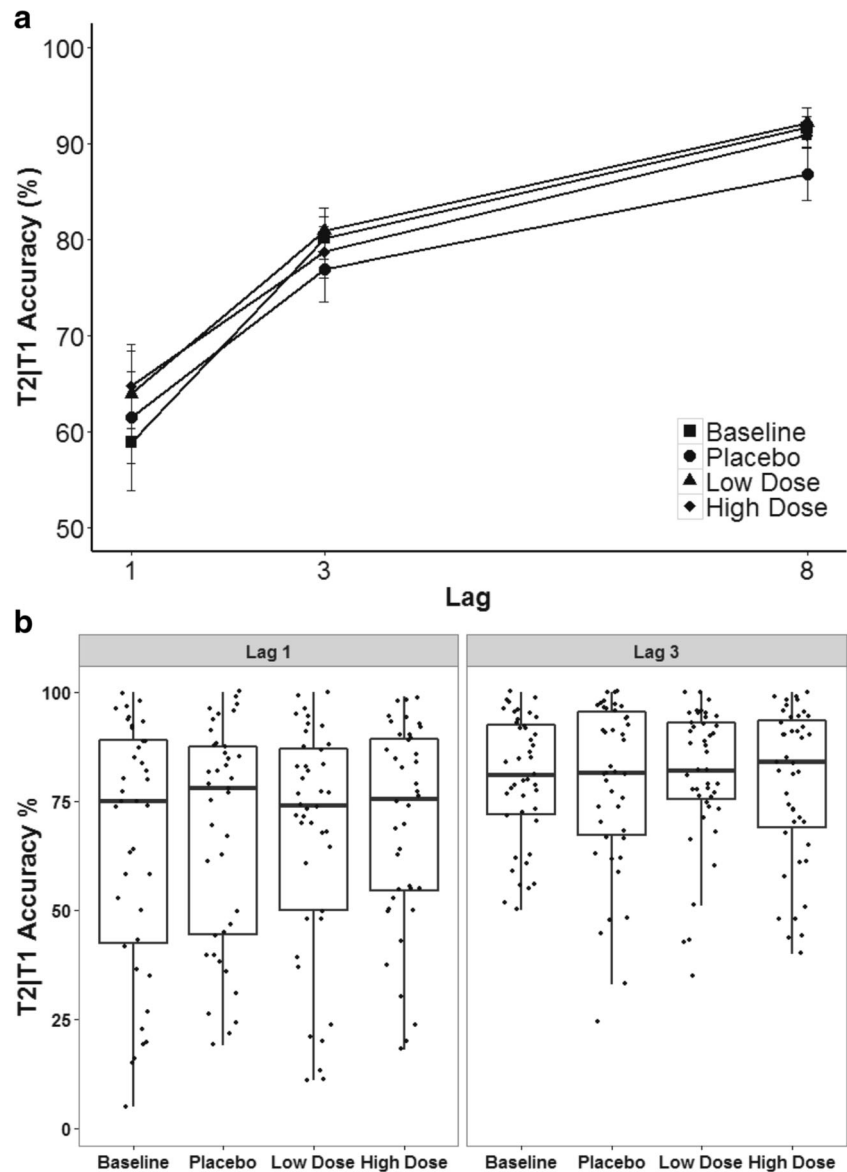 a
100
90
80
70
60
50
T2|T1 Accuracy (%)
Baseline
Placebo
Low Dose
High Dose
1 3 8
Lag
b
Lag 1 Lag 3
100
75
50
25
0
T2|T1 Accuracy %
Baseline Placebo Low Dose High Dose Baseline Placebo Low Dose High Dose